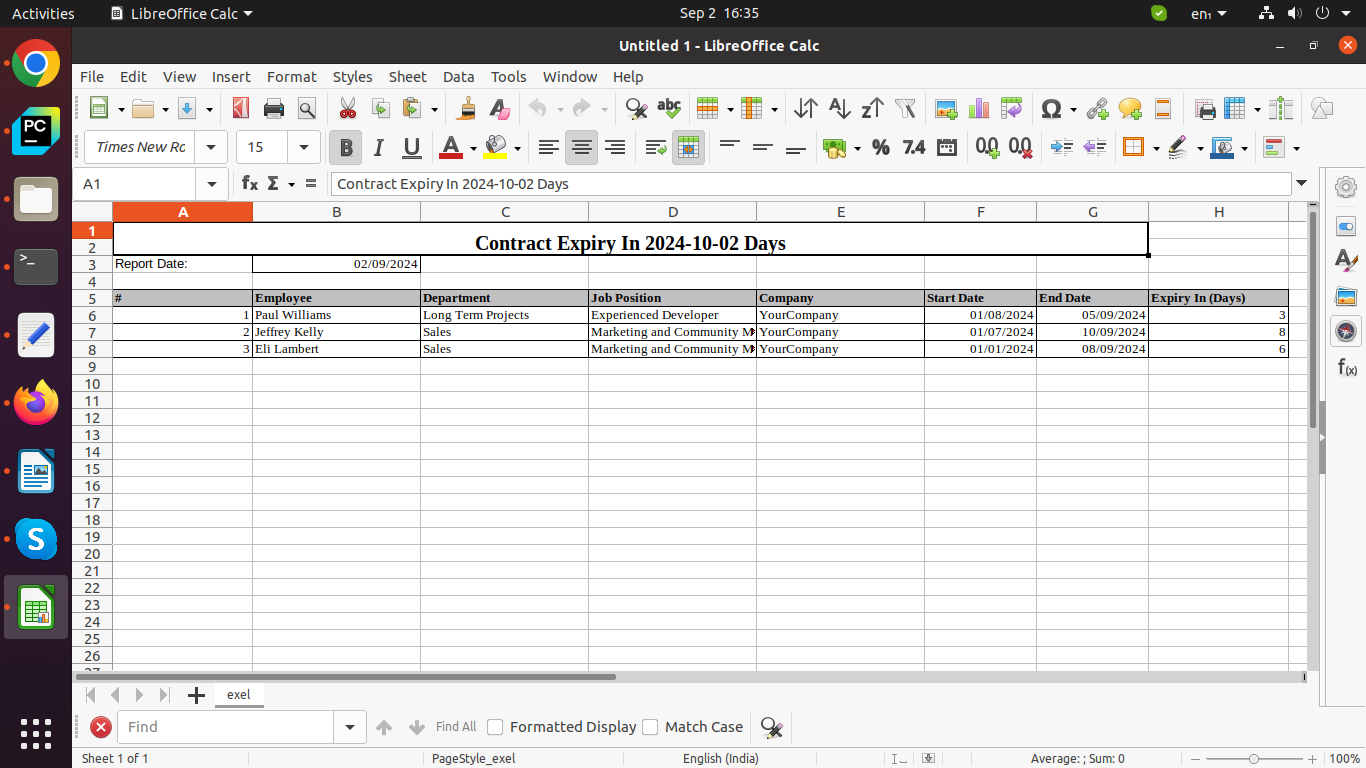 Activities LibreOffice Calc Sep 2 16:35 en₁
Untitled 1 - LibreOffice Calc
File Edit View Insert Format Styles Sheet Data Tools Window Help
Times New Ro 15
A1 Contract Expiry In 2024-10-02 Days
A B C D E F G H
1
2 Contract Expiry In 2024-10-02 Days
3 Report Date: 02/09/2024
4
5 # Employee Department Job Position Company Start Date End Date Expiry In (Days)
6 1 Paul Williams Long Term Projects Experienced Developer YourCompany 01/08/2024 05/09/2024 3
7 2 Jeffrey Kelly Sales Marketing and Community M YourCompany 01/07/2024 10/09/2024 8
8 3 Eli Lambert Sales Marketing and Community M YourCompany 01/01/2024 08/09/2024 6
9
10
11
12
13
14
15
16
17
18
19
20
21
22
23
24
25
26
27
exel
Find Find All Formatted Display Match Case
Sheet 1 of 1 PageStyle_exel English (India) Average: ; Sum: 0 100%